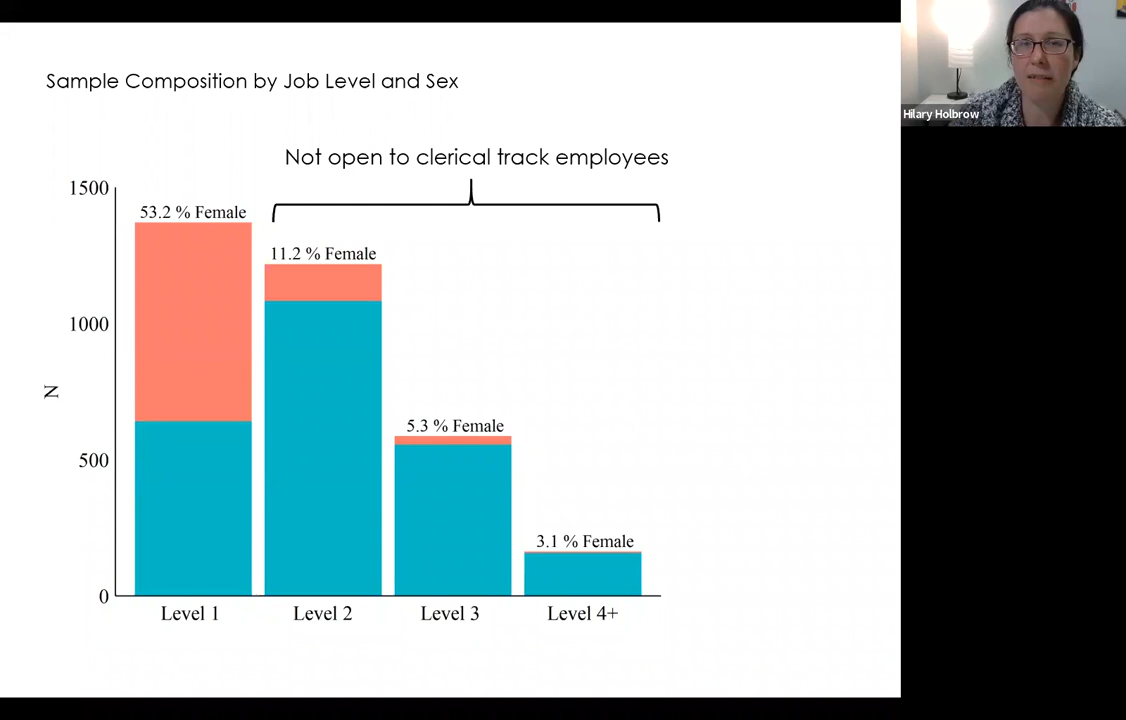 Sample Composition by Job Level and Sex
Hilary Holbrow
Not open to clerical track employees
1500
53.2 % Female
11.2 % Female
1000
N
5.3 % Female
500
3.1 % Female
0
Level 1
Level 2
Level 3
Level 4+